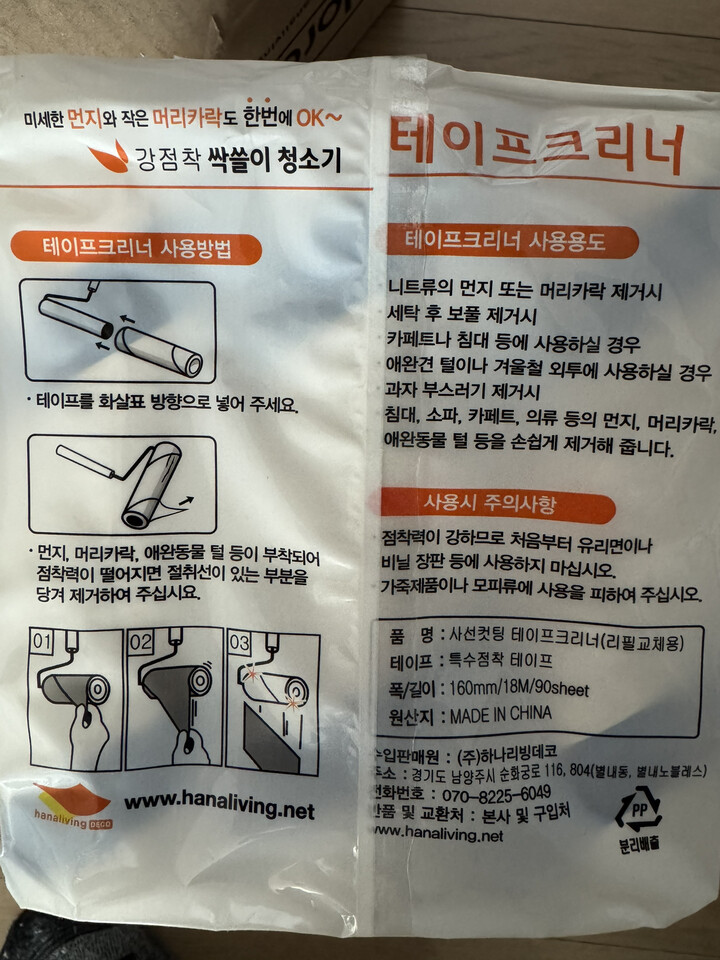 미세한 먼지와 작은 머리카락도 한번에 OK~
강점착 싹쓸이 청소기
테이프크리너 사용방법
· 테이프를 화살표 방향으로 넣어 주세요.
· 먼지, 머리카락, 애완동물 털 등이 부착되어
점착력이 떨어지면 절취선이 있는 부분을
당겨 제거하여 주십시요.
01 02 03
hanaliving DECO
www.hanaliving.net
테이프크리너
테이프크리너 사용용도
니트류의 먼지 또는 머리카락 제거시
· 세탁 후 보풀 제거시
· 카페트나 침대 등에 사용하실 경우
· 애완견 털이나 겨울철 외투에 사용하실 경우
· 과자 부스러기 제거시
침대, 소파, 카페트, 의류 등의 먼지, 머리카락,
애완동물 털 등을 손쉽게 제거해 줍니다.
사용시 주의사항
· 점착력이 강하므로 처음부터 유리면이나
비닐 장판 등에 사용하지 마십시오.
· 가죽제품이나 모피류에 사용을 피하여 주십시오.
품 명 : 사선컷팅 테이프크리너(리필교체용)
테이프 : 특수점착 테이프
폭/길이 : 160mm/18M/90sheet
원산지 : MADE IN CHINA
수입판매원 : (주)하나리빙데코
주소 : 경기도 남양주시 순화궁로 116, 804(별내동, 별내노블레스)
전화번호 : 070-8225-6049
반품 및 교환처 : 본사 및 구입처
www.hanaliving.net
PP
분리배출